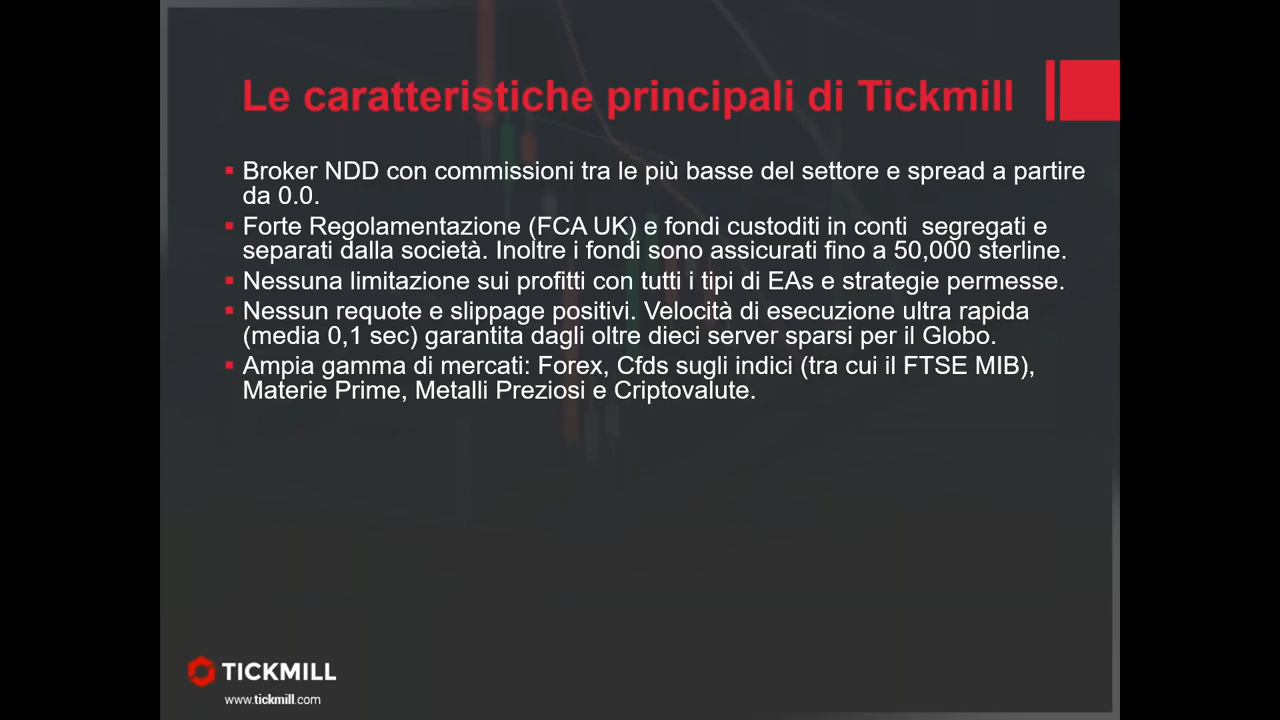 Le caratteristiche principali di Tickmill
Broker NDD con commissioni tra le più basse del settore e spread a partire
da 0.0.
Forte Regolamentazione (FCA UK) e fondi custoditi in conti  segregati e
separati dalla società. Inoltre i fondi sono assicurati fino a 50,000 sterline.
Nessuna limitazione sui profitti con tutti i tipi di EAs e strategie permesse.
Nessun requote e slippage positivi. Velocità di esecuzione ultra rapida
(media 0,1 sec) garantita dagli oltre dieci server sparsi per il Globo.
Ampia gamma di mercati: Forex, Cfds sugli indici (tra cui il FTSE MIB),
Materie Prime, Metalli Preziosi e Criptovalute.
TICKMILL
www.tickmill.com